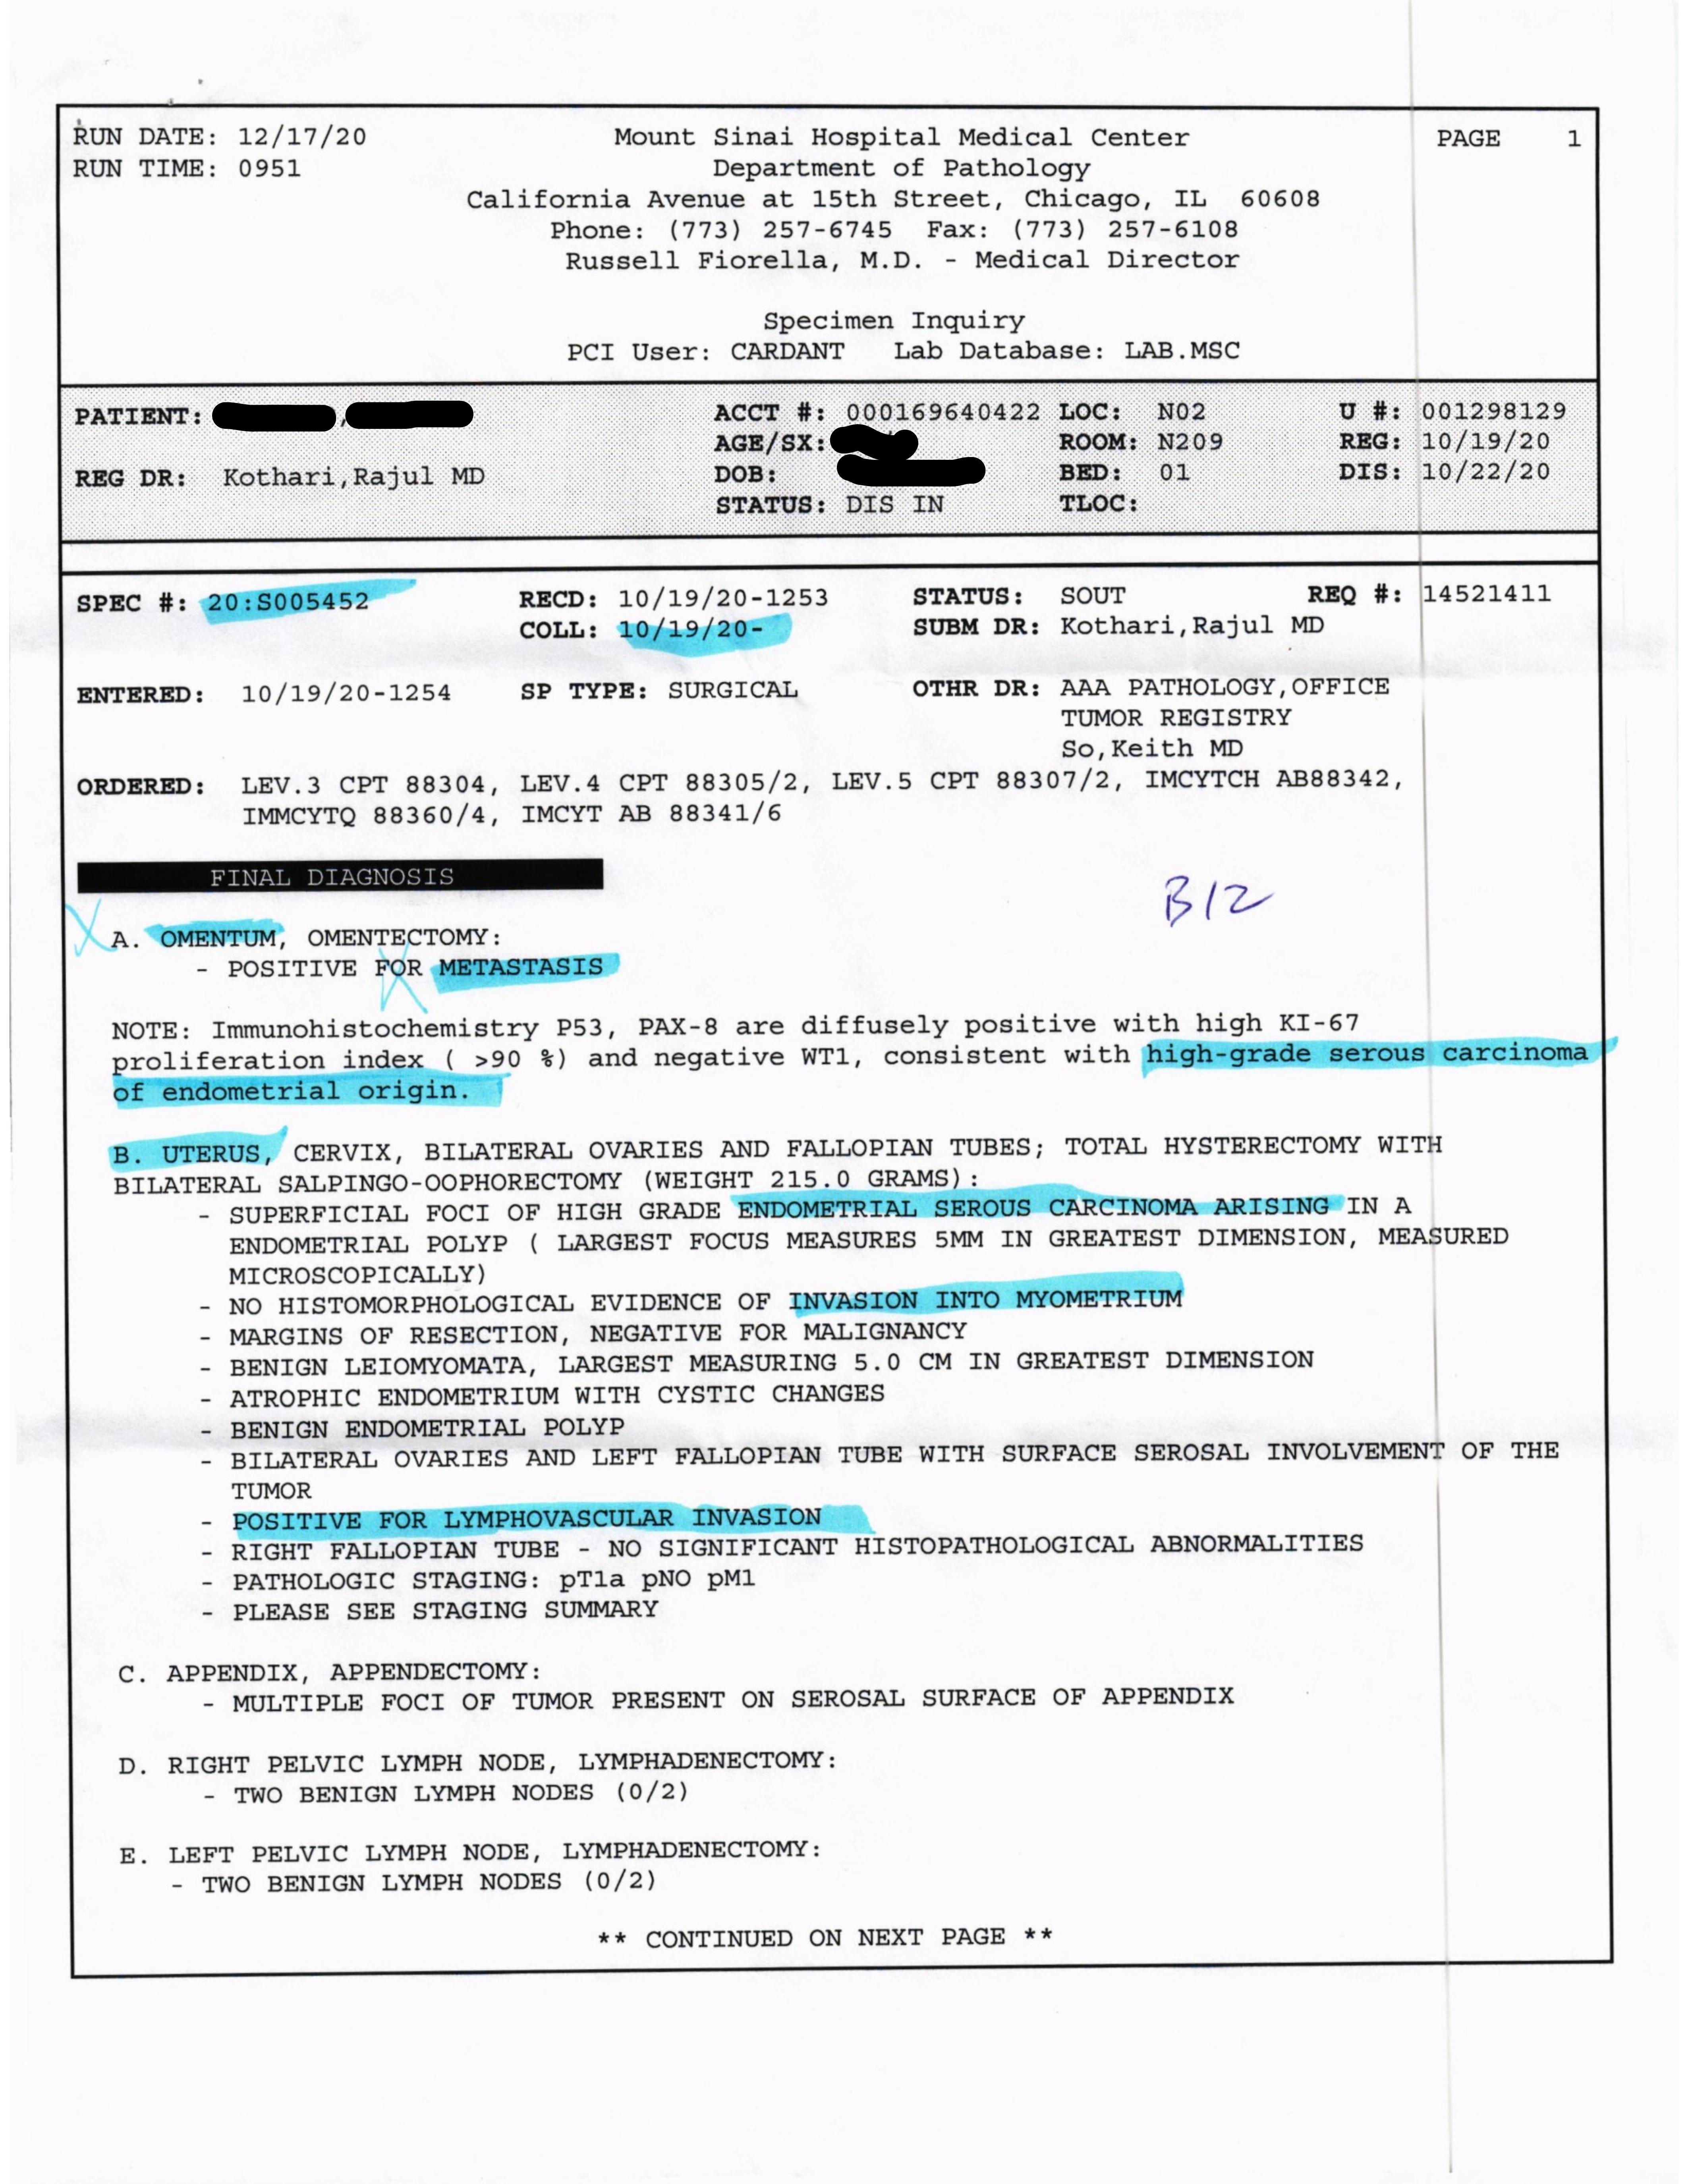 RUN DATE: 12/17/20 Mount Sinai Hospital Medical Center PAGE 1
RUN TIME: 0951 Department of Pathology
California Avenue at 15th Street, Chicago, IL 60608
Phone: (773) 257-6745 Fax: (773) 257-6108
Russell Fiorella, M.D. - Medical Director
Specimen Inquiry
PCI User: CARDANT Lab Database: LAB.MSC
PATIENT: , ACCT #: 000169640422 LOC: N02 U #: 001298129
AGE/SX: ROOM: N209 REG: 10/19/20
REG DR: Kothari,Rajul MD DOB: BED: 01 DIS: 10/22/20
STATUS: DIS IN TLOC:
SPEC #: 20:S005452 RECD: 10/19/20-1253 STATUS: SOUT REQ #: 14521411
COLL: 10/19/20- SUBM DR: Kothari,Rajul MD
ENTERED: 10/19/20-1254 SP TYPE: SURGICAL OTHR DR: AAA PATHOLOGY,OFFICE
TUMOR REGISTRY
So,Keith MD
ORDERED: LEV.3 CPT 88304, LEV.4 CPT 88305/2, LEV.5 CPT 88307/2, IMCYTCH AB88342,
IMMCYTQ 88360/4, IMCYT AB 88341/6
FINAL DIAGNOSIS
B12
X A. OMENTUM, OMENTECTOMY:
- POSITIVE FOR METASTASIS
X
NOTE: Immunohistochemistry P53, PAX-8 are diffusely positive with high KI-67
proliferation index ( >90 %) and negative WT1, consistent with high-grade serous carcinoma
of endometrial origin.
B. UTERUS, CERVIX, BILATERAL OVARIES AND FALLOPIAN TUBES; TOTAL HYSTERECTOMY WITH
BILATERAL SALPINGO-OOPHORECTOMY (WEIGHT 215.0 GRAMS):
- SUPERFICIAL FOCI OF HIGH GRADE ENDOMETRIAL SEROUS CARCINOMA ARISING IN A
ENDOMETRIAL POLYP ( LARGEST FOCUS MEASURES 5MM IN GREATEST DIMENSION, MEASURED
MICROSCOPICALLY)
- NO HISTOMORPHOLOGICAL EVIDENCE OF INVASION INTO MYOMETRIUM
- MARGINS OF RESECTION, NEGATIVE FOR MALIGNANCY
- BENIGN LEIOMYOMATA, LARGEST MEASURING 5.0 CM IN GREATEST DIMENSION
- ATROPHIC ENDOMETRIUM WITH CYSTIC CHANGES
- BENIGN ENDOMETRIAL POLYP
- BILATERAL OVARIES AND LEFT FALLOPIAN TUBE WITH SURFACE SEROSAL INVOLVEMENT OF THE
TUMOR
- POSITIVE FOR LYMPHOVASCULAR INVASION
- RIGHT FALLOPIAN TUBE - NO SIGNIFICANT HISTOPATHOLOGICAL ABNORMALITIES
- PATHOLOGIC STAGING: pT1a pNO pM1
- PLEASE SEE STAGING SUMMARY
C. APPENDIX, APPENDECTOMY:
- MULTIPLE FOCI OF TUMOR PRESENT ON SEROSAL SURFACE OF APPENDIX
D. RIGHT PELVIC LYMPH NODE, LYMPHADENECTOMY:
- TWO BENIGN LYMPH NODES (0/2)
E. LEFT PELVIC LYMPH NODE, LYMPHADENECTOMY:
- TWO BENIGN LYMPH NODES (0/2)
** CONTINUED ON NEXT PAGE **